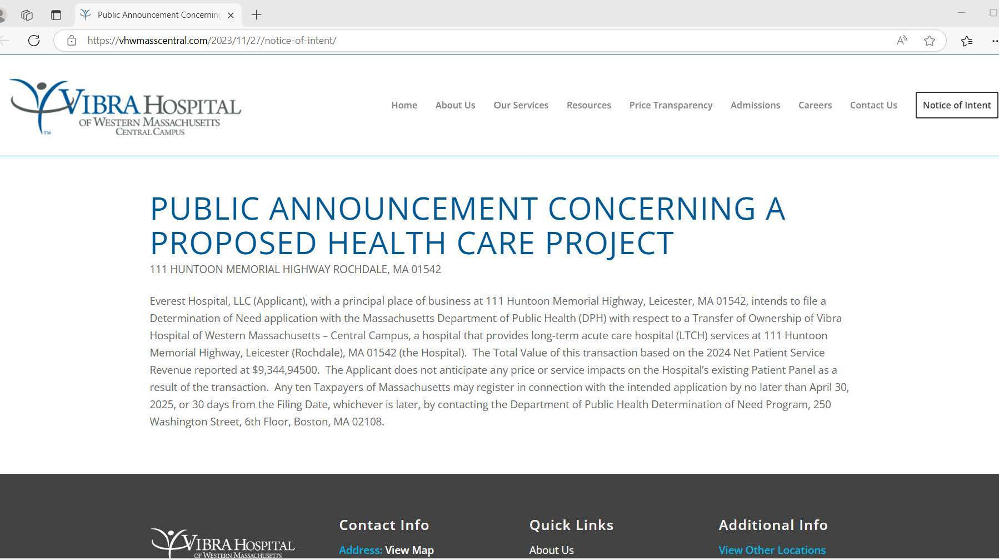 Public Announcement Concerning
https://vhwmasscentral.com/2023/11/27/notice-of-intent/
VIBRA HOSPITAL
OF WESTERN MASSACHUSETTS
CENTRAL CAMPUS
TM
Home About Us Our Services Resources Price Transparency Admissions Careers Contact Us Notice of Intent
PUBLIC ANNOUNCEMENT CONCERNING A
PROPOSED HEALTH CARE PROJECT
111 HUNTOON MEMORIAL HIGHWAY ROCHDALE, MA 01542
Everest Hospital, LLC (Applicant), with a principal place of business at 111 Huntoon Memorial Highway, Leicester, MA 01542, intends to file a
Determination of Need application with the Massachusetts Department of Public Health (DPH) with respect to a Transfer of Ownership of Vibra
Hospital of Western Massachusetts – Central Campus, a hospital that provides long-term acute care hospital (LTCH) services at 111 Huntoon
Memorial Highway, Leicester (Rochdale), MA 01542 (the Hospital).  The Total Value of this transaction based on the 2024 Net Patient Service
Revenue reported at $9,344,94500.  The Applicant does not anticipate any price or service impacts on the Hospital’s existing Patient Panel as a
result of the transaction.  Any ten Taxpayers of Massachusetts may register in connection with the intended application by no later than April 30,
2025, or 30 days from the Filing Date, whichever is later, by contacting the Department of Public Health Determination of Need Program, 250
Washington Street, 6th Floor, Boston, MA 02108.
Contact Info Quick Links Additional Info
VIBRA HOSPITAL
OF WESTERN MASSACHUSETTS
Address: View Map About Us View Other Locations